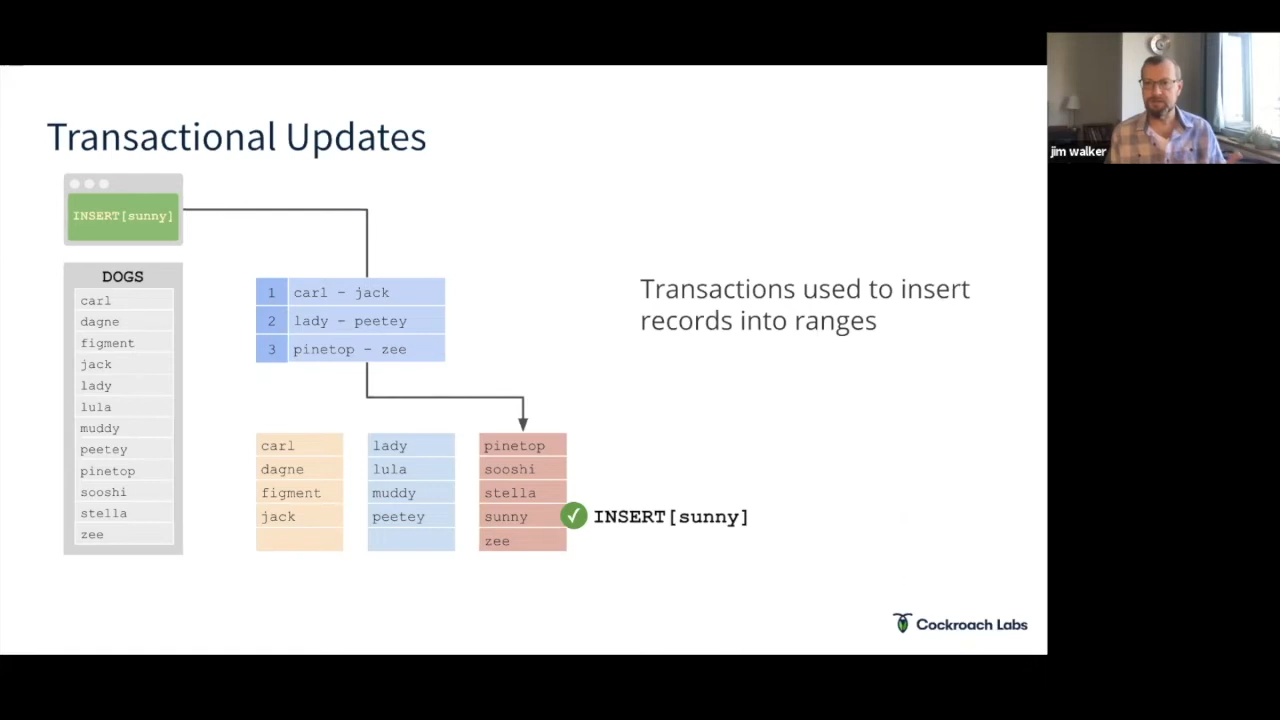 Transactional Updates
jim walker
INSERT[sunny]
DOGS
carl
dagne
figment
jack
lady
lula
muddy
peetey
pinetop
sooshi
stella
zee
1 carl – jack
2 lady – peetey
3 pinetop – zee
Transactions used to insert
records into ranges
carl
dagne
figment
jack
lady
lula
muddy
peetey
pinetop
sooshi
stella
sunny
zee
INSERT[sunny]
Cockroach Labs